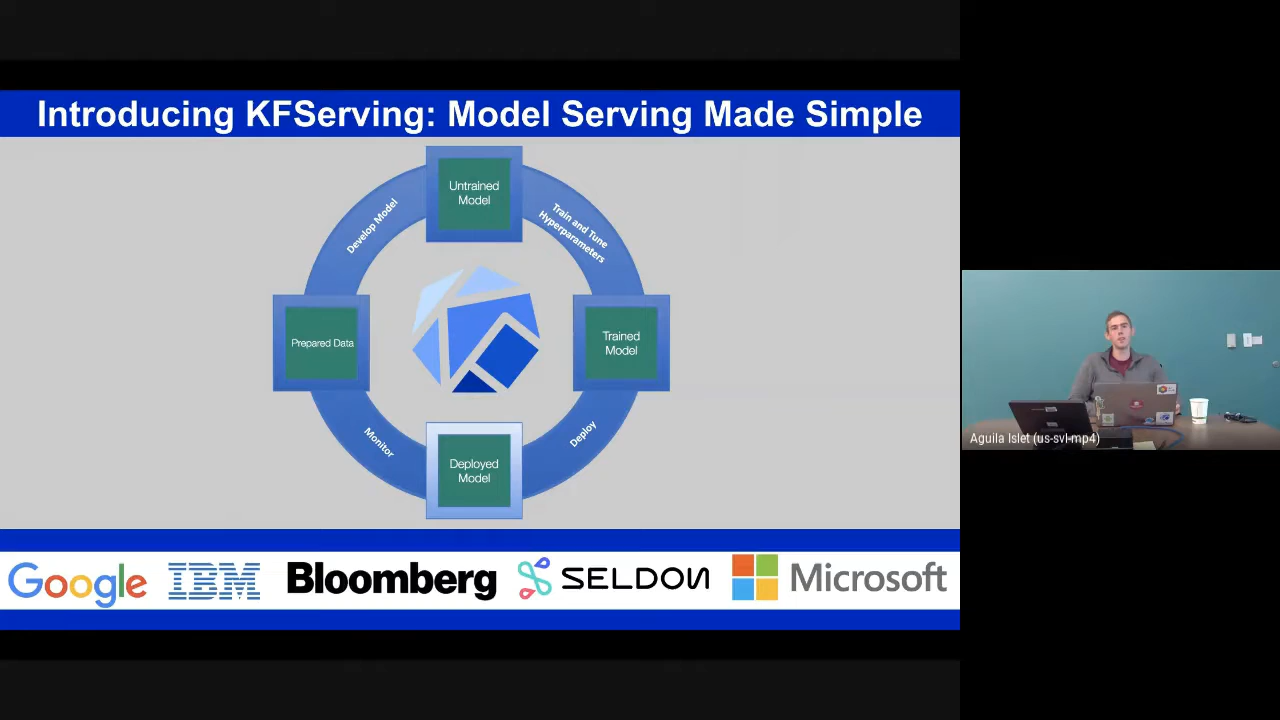 Introducing KFServing: Model Serving Made Simple
Untrained
Model
Develop Model
Train and Tune
Hyperparameters
Prepared Data
Trained
Model
Monitor
Deploy
Deployed
Model
Google
IBM
Bloomberg
SELDON
Microsoft
Aguila Islet (us-svl-mp4)